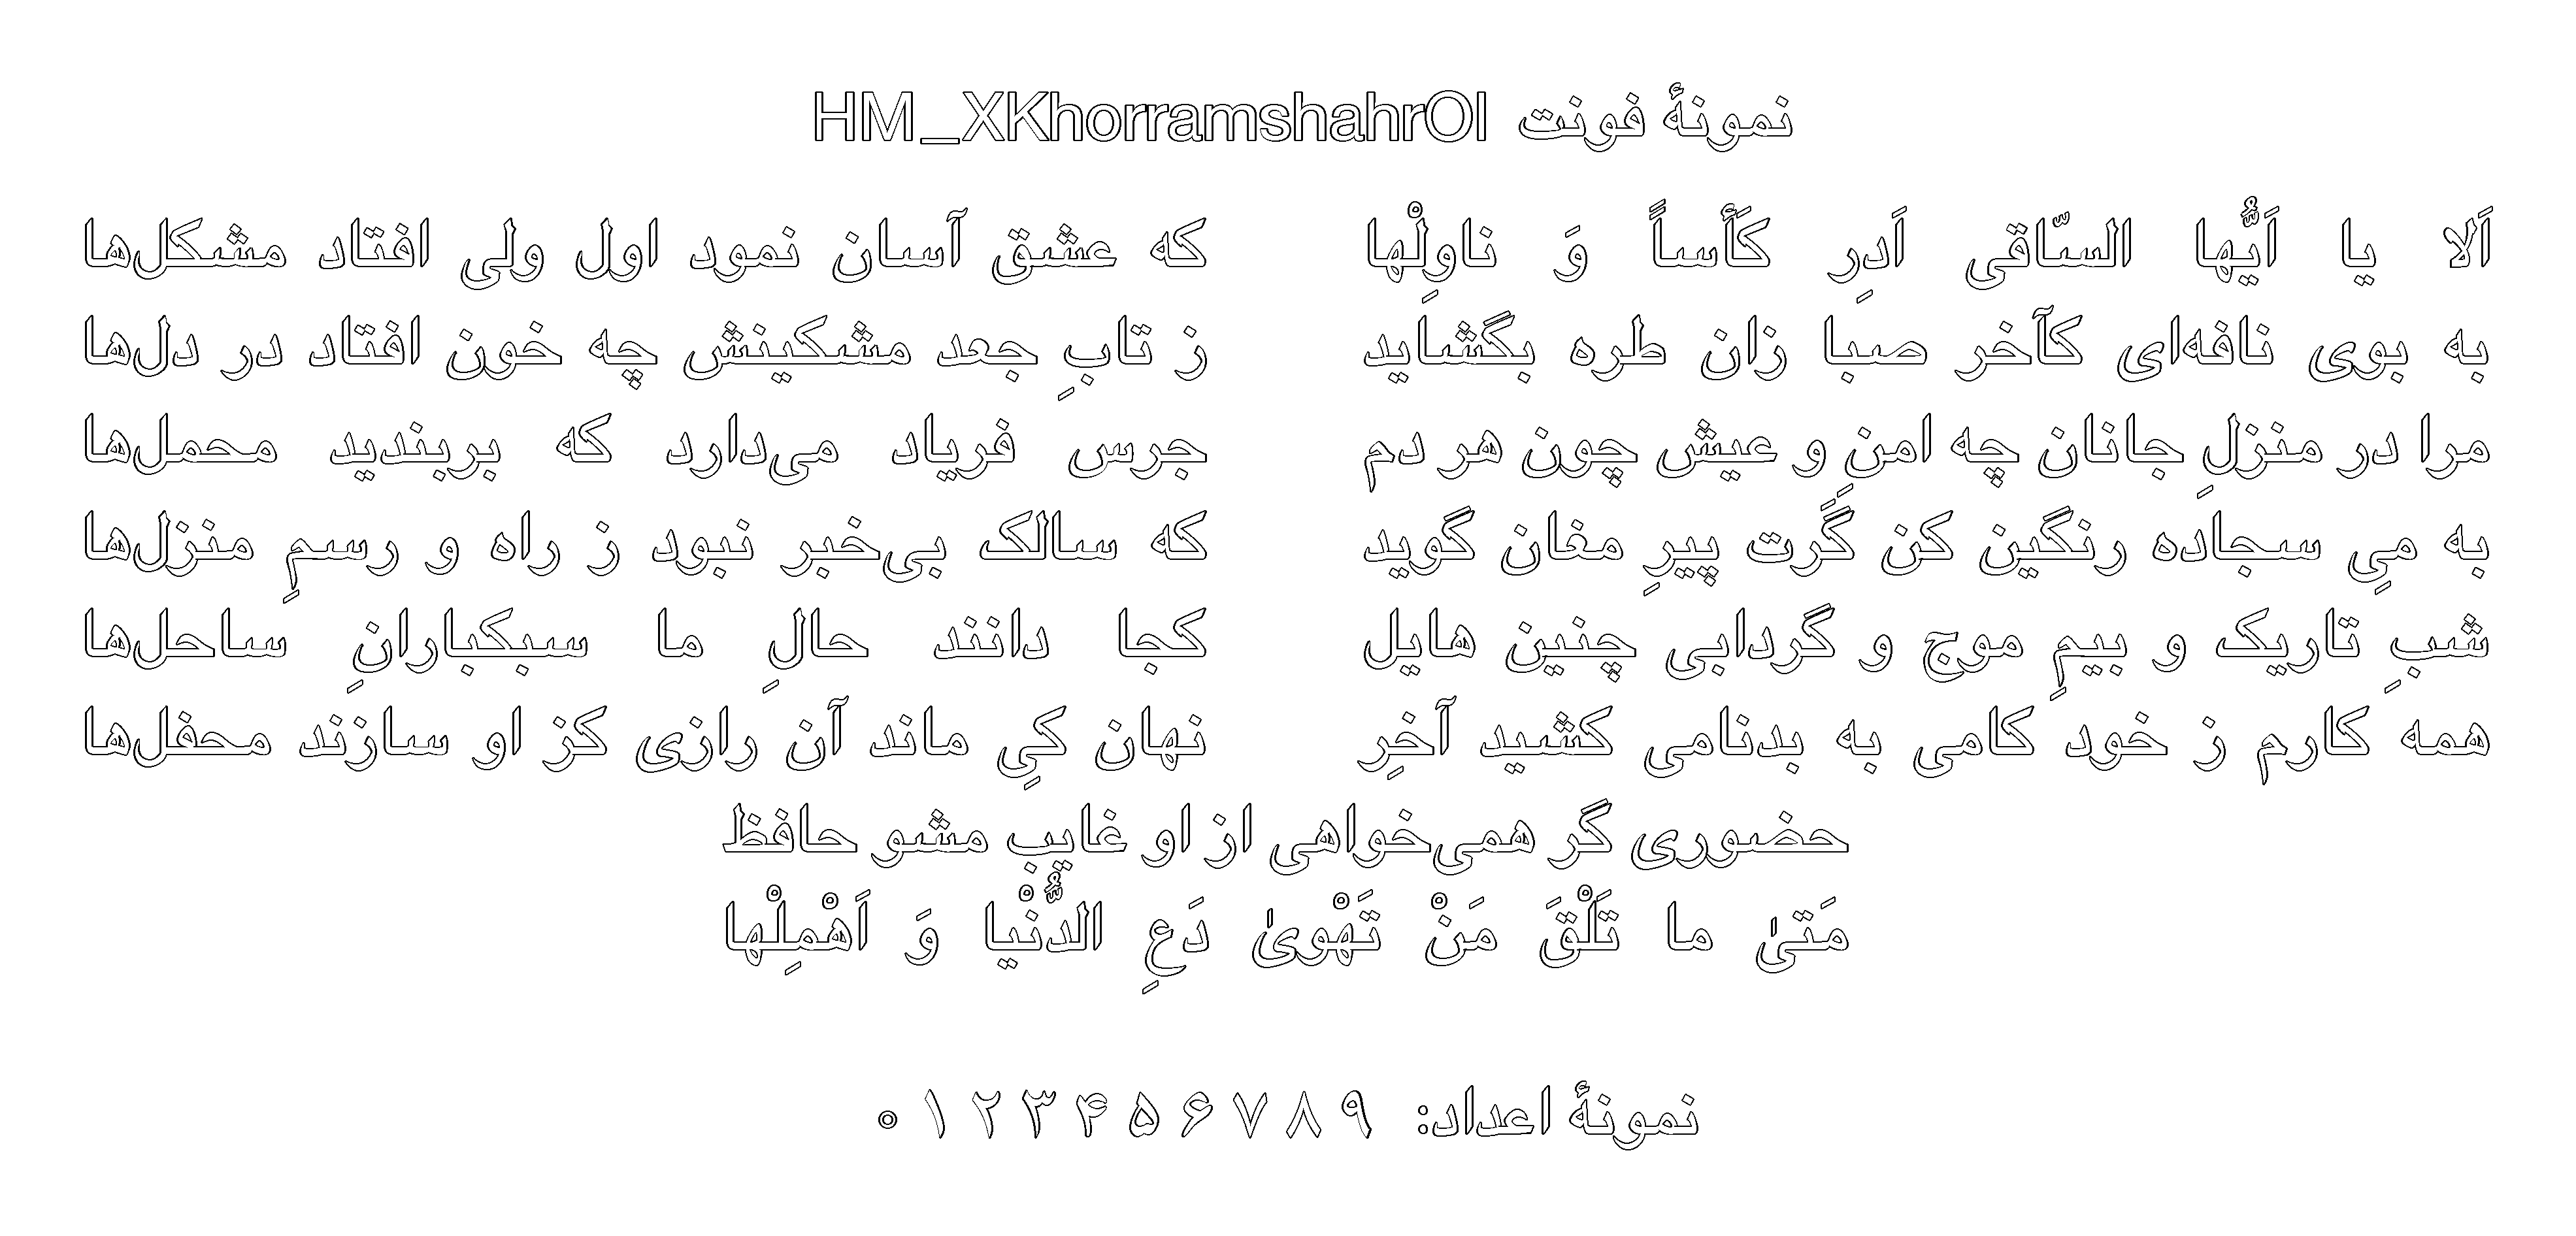 نمونهٔ فونت HM_XKhorramshahrOl
اَلا یا اَیُّها السّاقی اَدرِ کَأساً وَ ناوِلْها که عشق آسان نمود اول ولی افتاد مشکل‌ها
به بوی نافه‌ای کآخر صبا زان طره بگشاید ز تابِ جعد مشکینش چه خون افتاد در دل‌ها
مرا در منزلِ جانان چه امنِ و عیش چون هر دم جرس فریاد می‌دارد که بربندید محمل‌ها
به میِ سجاده رنگین کن گَرت پیرِ مغان گوید که سالک بی‌خبر نبود ز راه و رسمِ منزل‌ها
شبِ تاریک و بیمِ موج و گردابی چنین هایل کجا دانند حالِ ما سبکبارانِ ساحل‌ها
همه کارم ز خود کامی به بدنامی کشید آخِر نهان کیِ ماند آن رازی کز او سازند محفل‌ها
حضوری گر همی‌خواهی از او غایب مشو حافظ
مَتیٰ ما تَلْقَ مَنْ تَهْویٰ دَعِ الدُّنْیا وَ اَهْمِلْها
نمونهٔ اعداد: ۰ ۱ ۲ ۳ ۴ ۵ ۶ ۷ ۸ ۹